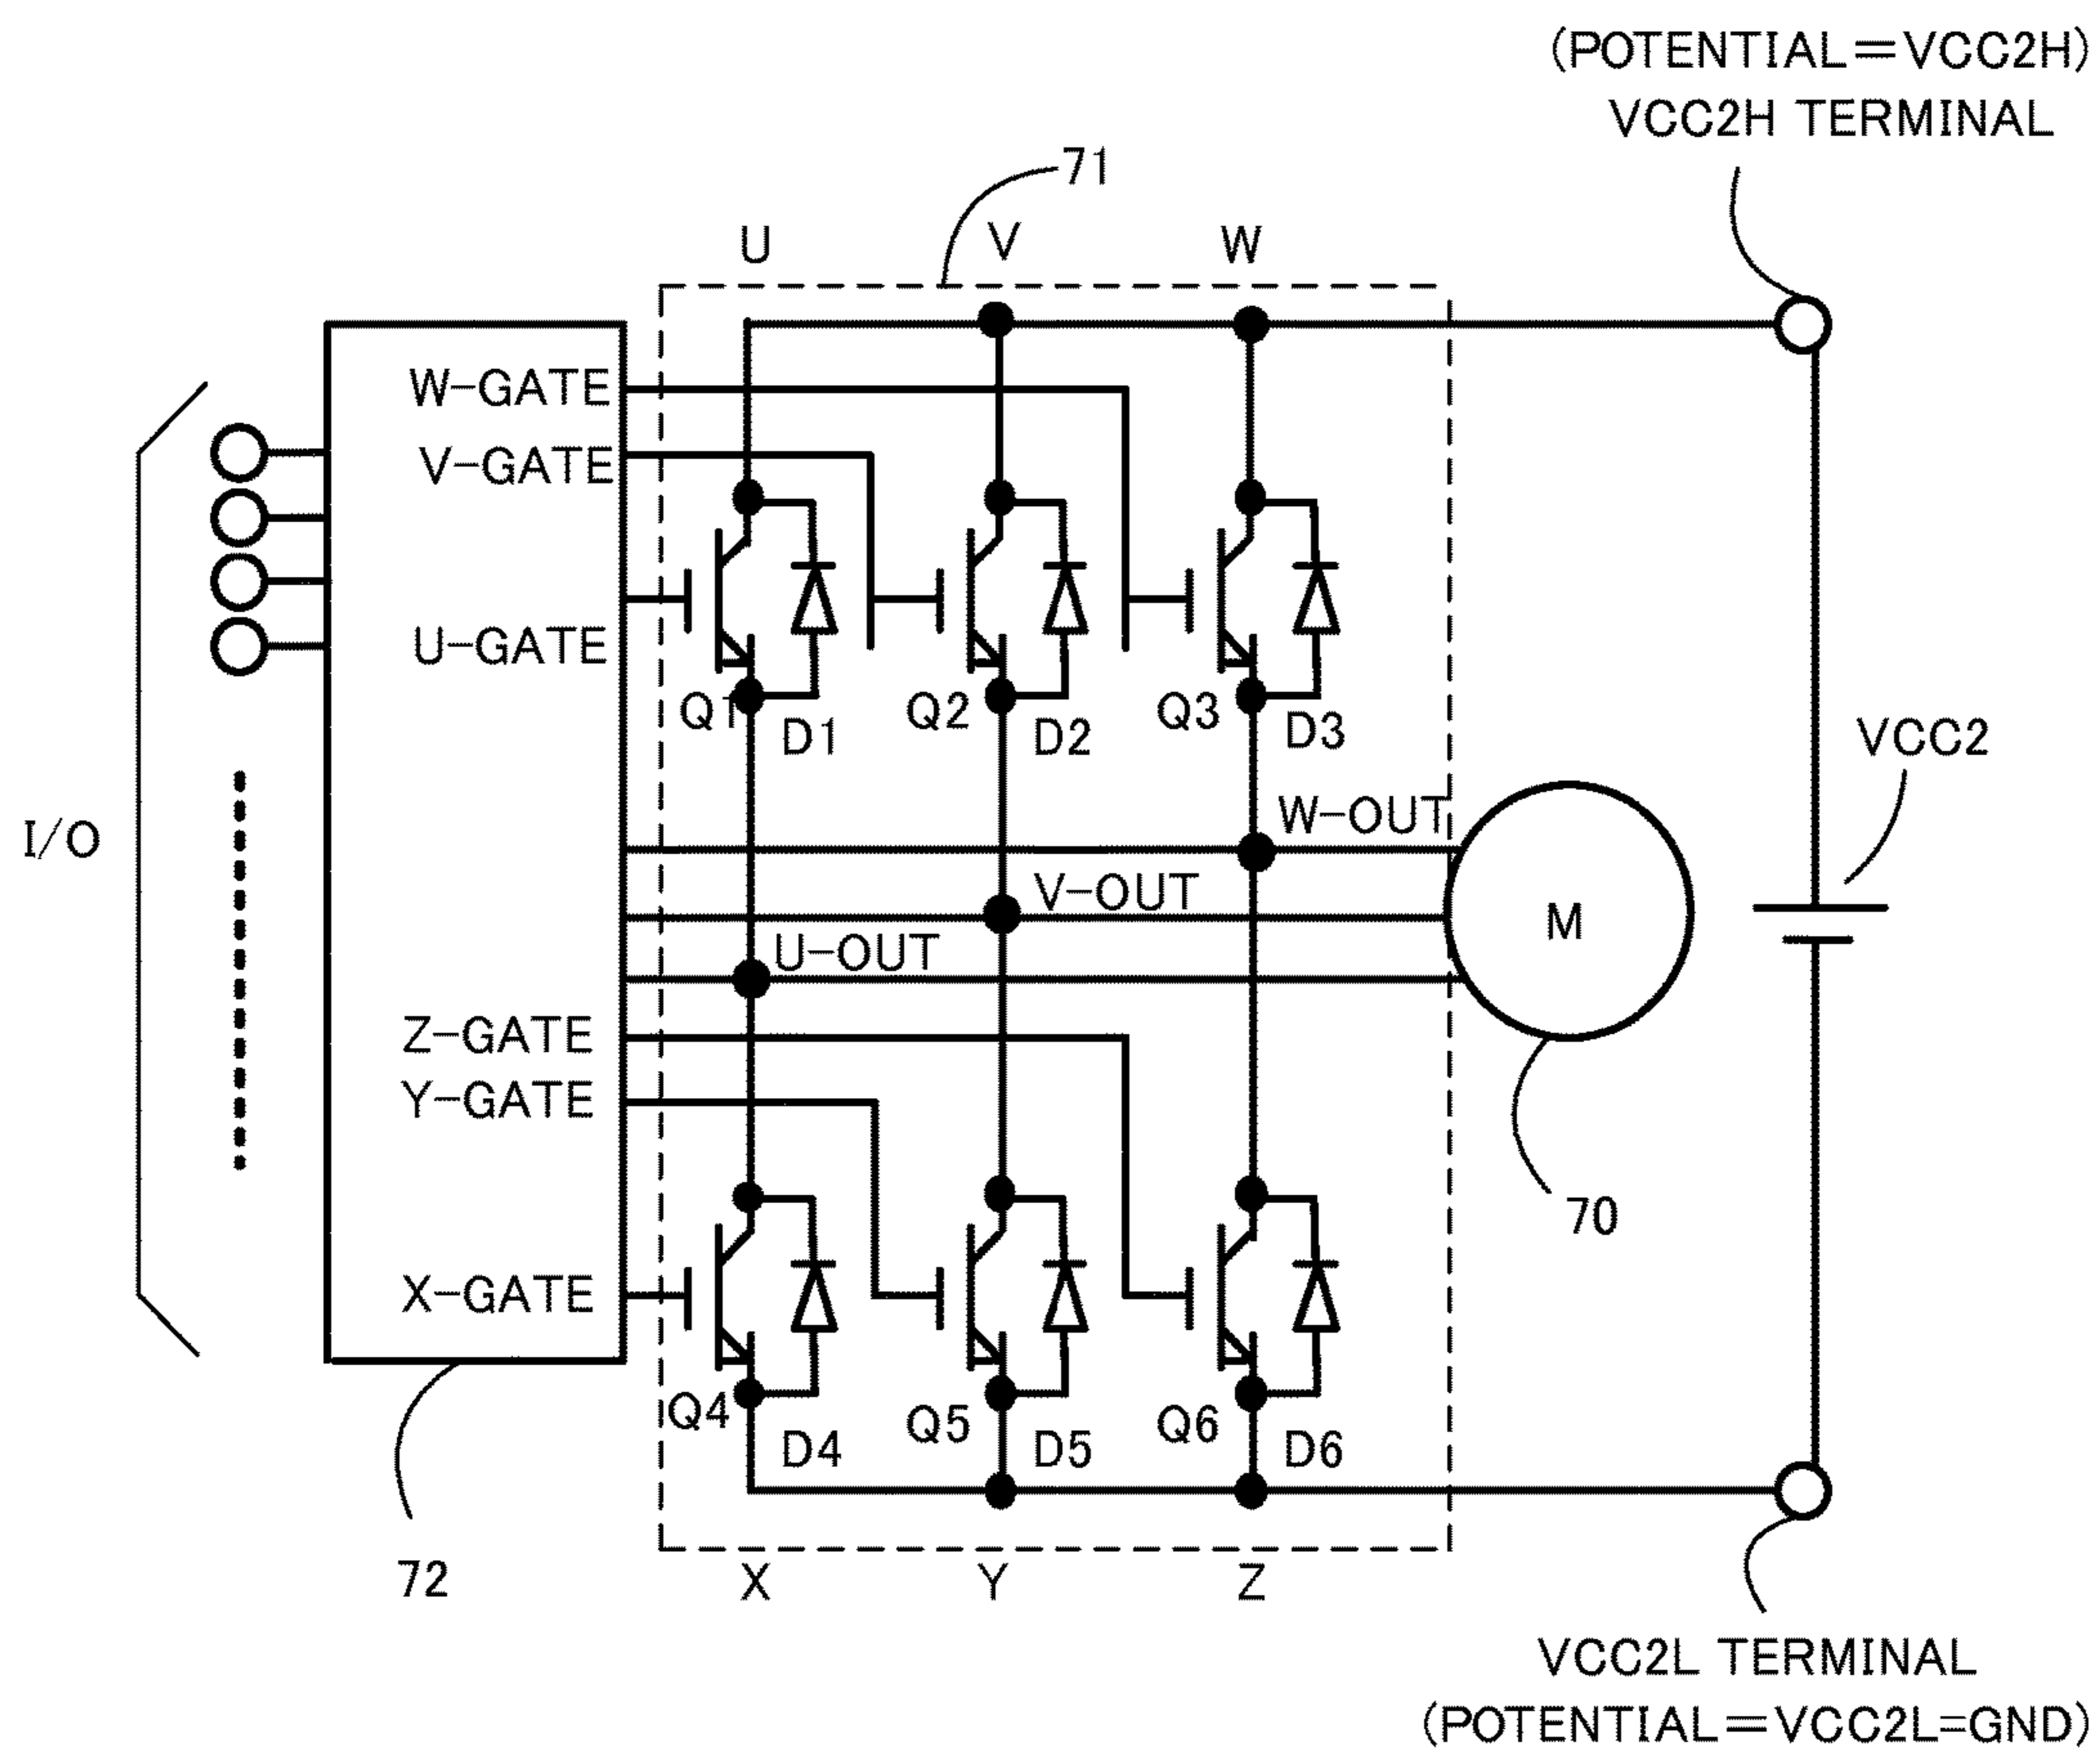 (POTENTIAL=VCC2H)
VCC2H TERMINAL
71
U
V
W
W-GATE
V-GATE
U-GATE
Q1
D1
Q2
D2
Q3
D3
VCC2
I/O
W-OUT
V-OUT
U-OUT
M
Z-GATE
Y-GATE
X-GATE
70
Q4
D4
Q5
D5
Q6
D6
72
X
Y
Z
VCC2L TERMINAL
(POTENTIAL=VCC2L=GND)